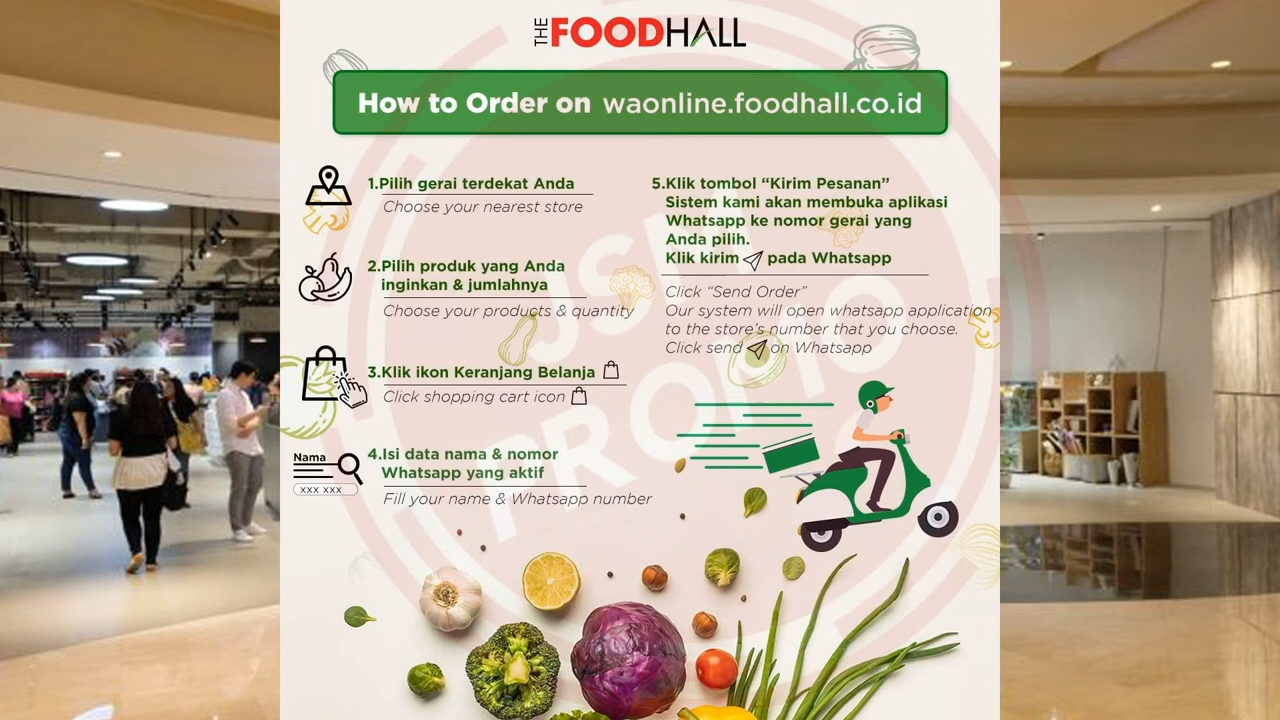 THE FOODHALL
How to Order on waonline.foodhall.co.id
1.Pilih gerai terdekat Anda
Choose your nearest store
2.Pilih produk yang Anda
inginkan & jumlahnya
Choose your products & quantity
3.Klik ikon Keranjang Belanja
Click shopping cart icon
Nama
xxx xxx
4.Isi data nama & nomor
Whatsapp yang aktif
Fill your name & Whatsapp number
5.Klik tombol “Kirim Pesanan”
Sistem kami akan membuka aplikasi
Whatsapp ke nomor gerai yang
Anda pilih.
Klik kirim pada Whatsapp
Click “Send Order”
Our system will open whatsapp application
to the store's number that you choose.
Click send on Whatsapp
PROMO